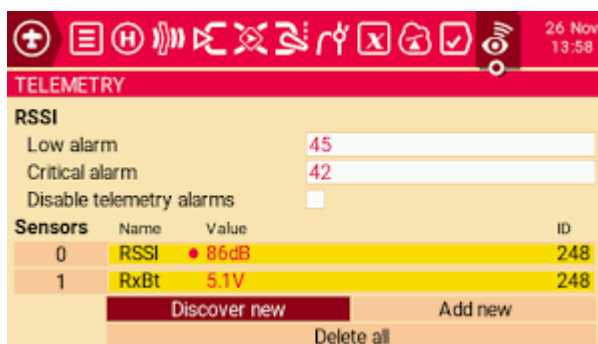 26 Nov
13:58
TELEMETRY
RSSI
Low alarm 45
Critical alarm 42
Disable telemetry alarms
Sensors Name Value ID
0 RSSI 86dB 248
1 RxBt 5.1V 248
Discover new Add new
Delete all